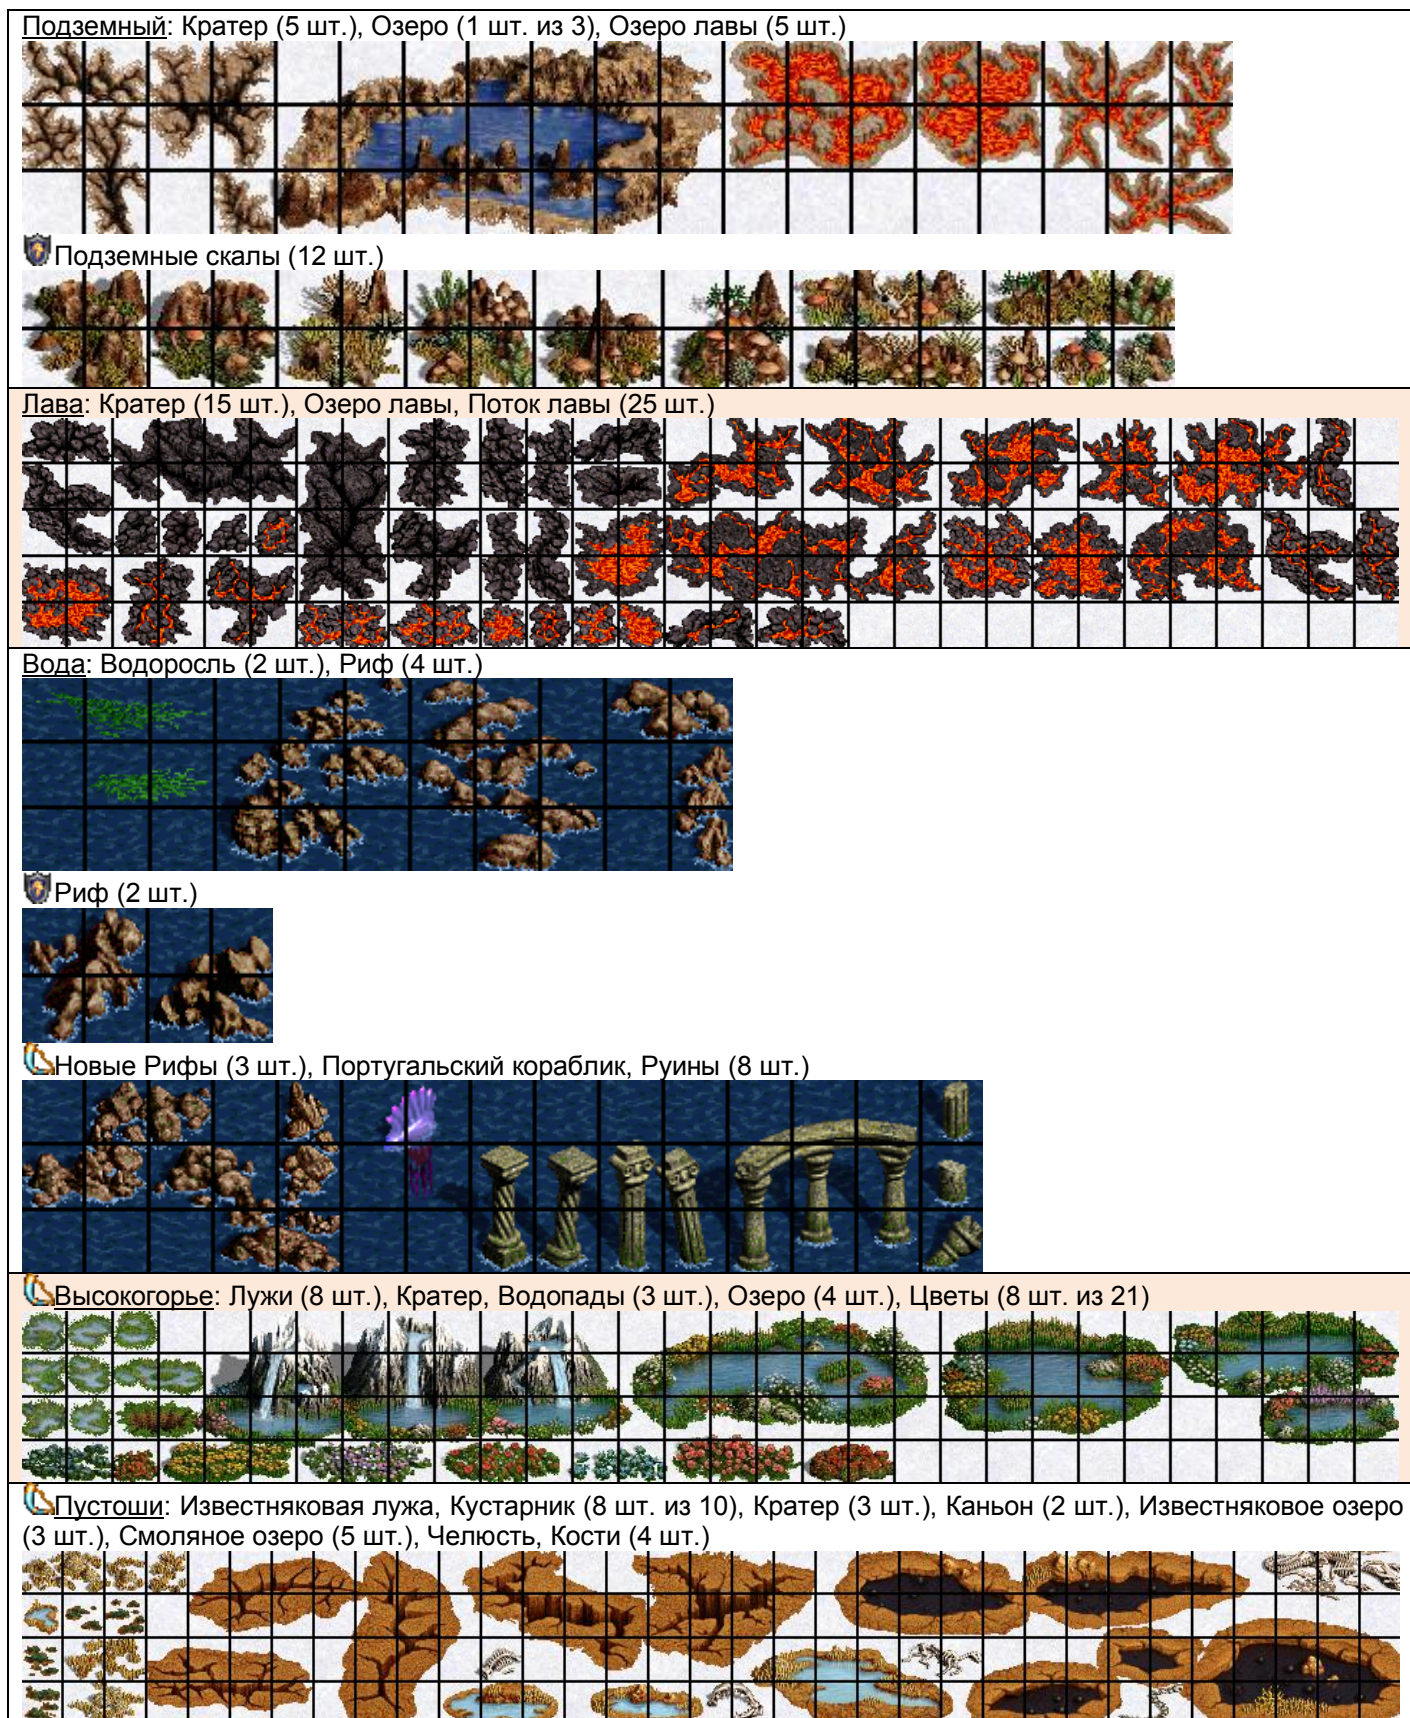 Подземный: Кратер (5 шт.), Озеро (1 шт. из 3), Озеро лавы (5 шт.)
Подземные скалы (12 шт.)
Лава: Кратер (15 шт.), Озеро лавы, Поток лавы (25 шт.)
Вода: Водоросль (2 шт.), Риф (4 шт.)
Риф (2 шт.)
Новые Рифы (3 шт.), Португальский кораблик, Руины (8 шт.)
Высокогорье: Лужи (8 шт.), Кратер, Водопады (3 шт.), Озеро (4 шт.), Цветы (8 шт. из 21)
Пустоши: Известняковая лужа, Кустарник (8 шт. из 10), Кратер (3 шт.), Каньон (2 шт.), Известняковое озеро
(3 шт.), Смоляное озеро (5 шт.), Челюсть, Кости (4 шт.)